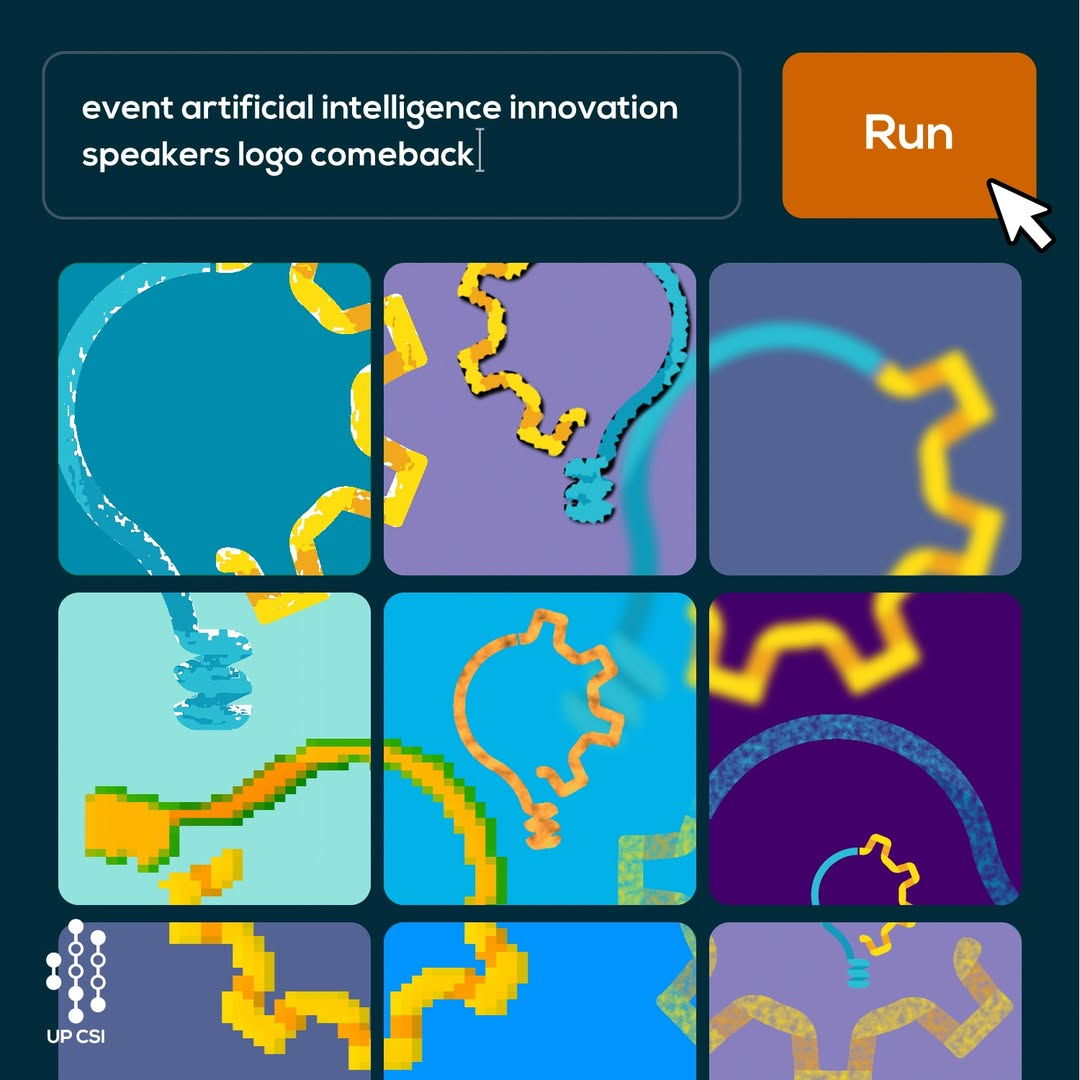 event artificial intelligence innovation
speakers logo comeback
Run
UP CSI